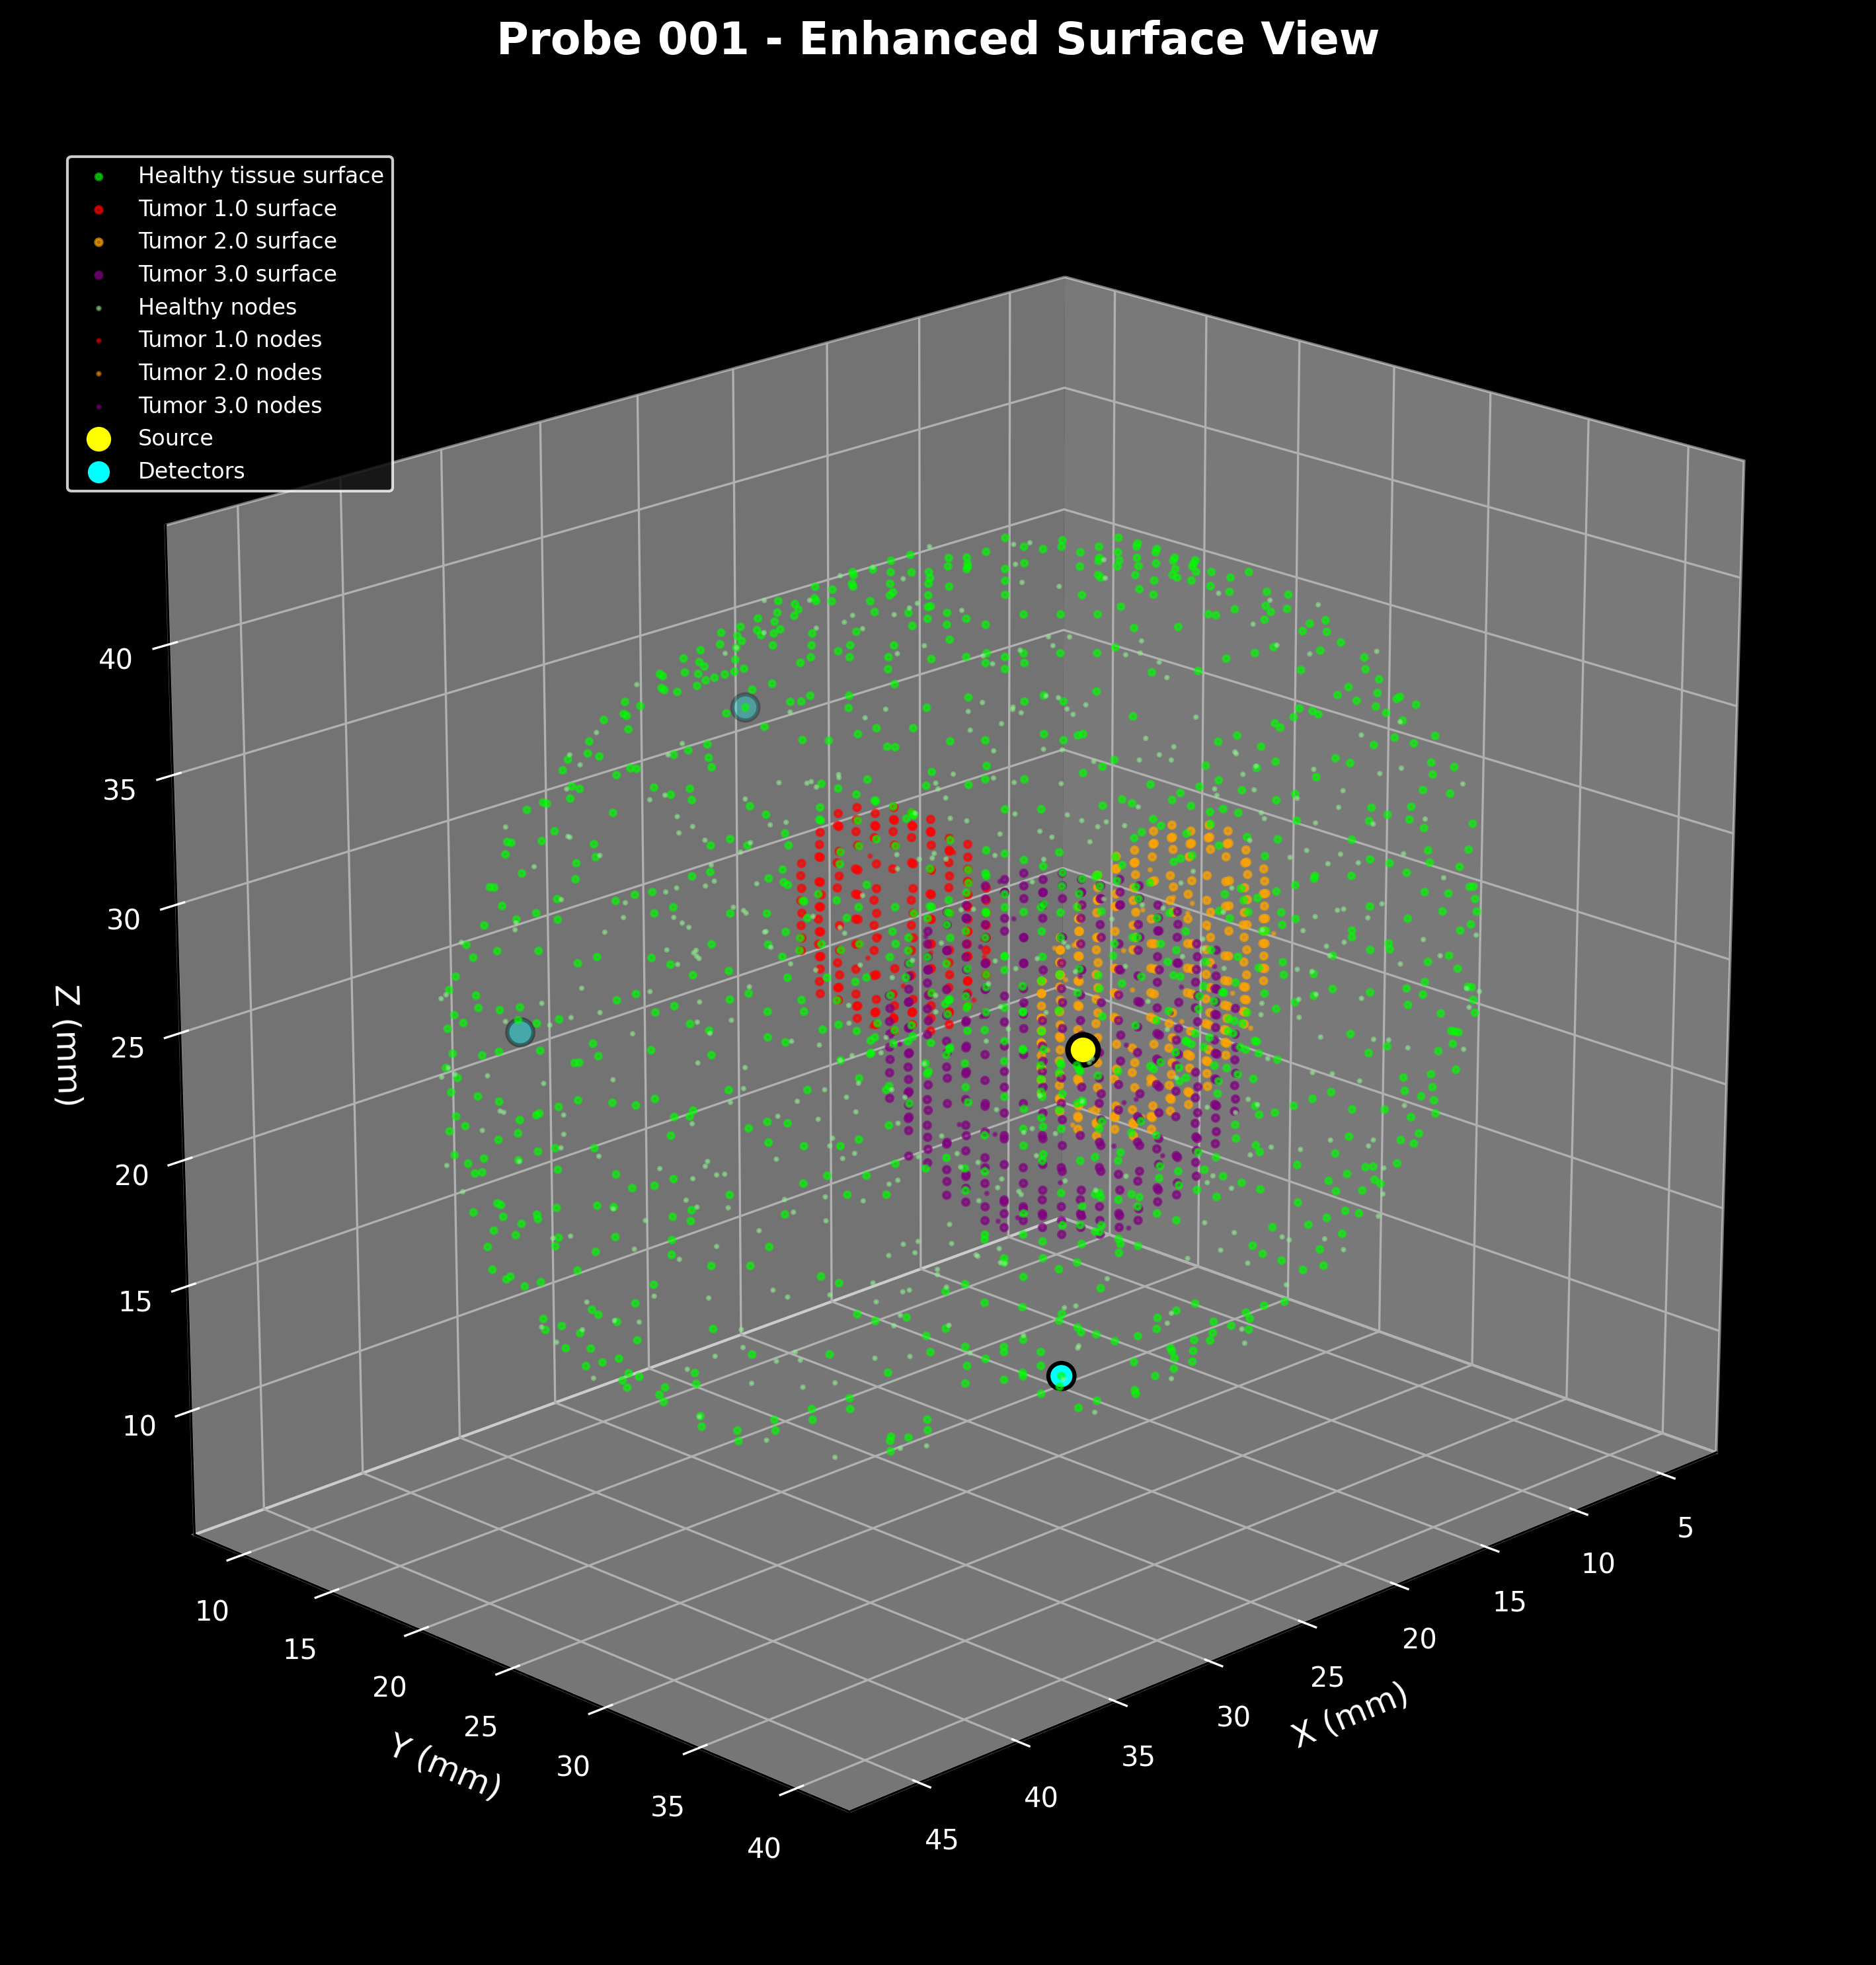 Probe 001 - Enhanced Surface View
Healthy tissue surface
Tumor 1.0 surface
Tumor 2.0 surface
Tumor 3.0 surface
Healthy nodes
Tumor 1.0 nodes
Tumor 2.0 nodes
Tumor 3.0 nodes
Source
Detectors
40
35
30
25
20
15
10
Z (mm)
10
15
20
25
30
35
40
Y (mm)
5
10
15
20
25
30
35
40
45
X (mm)